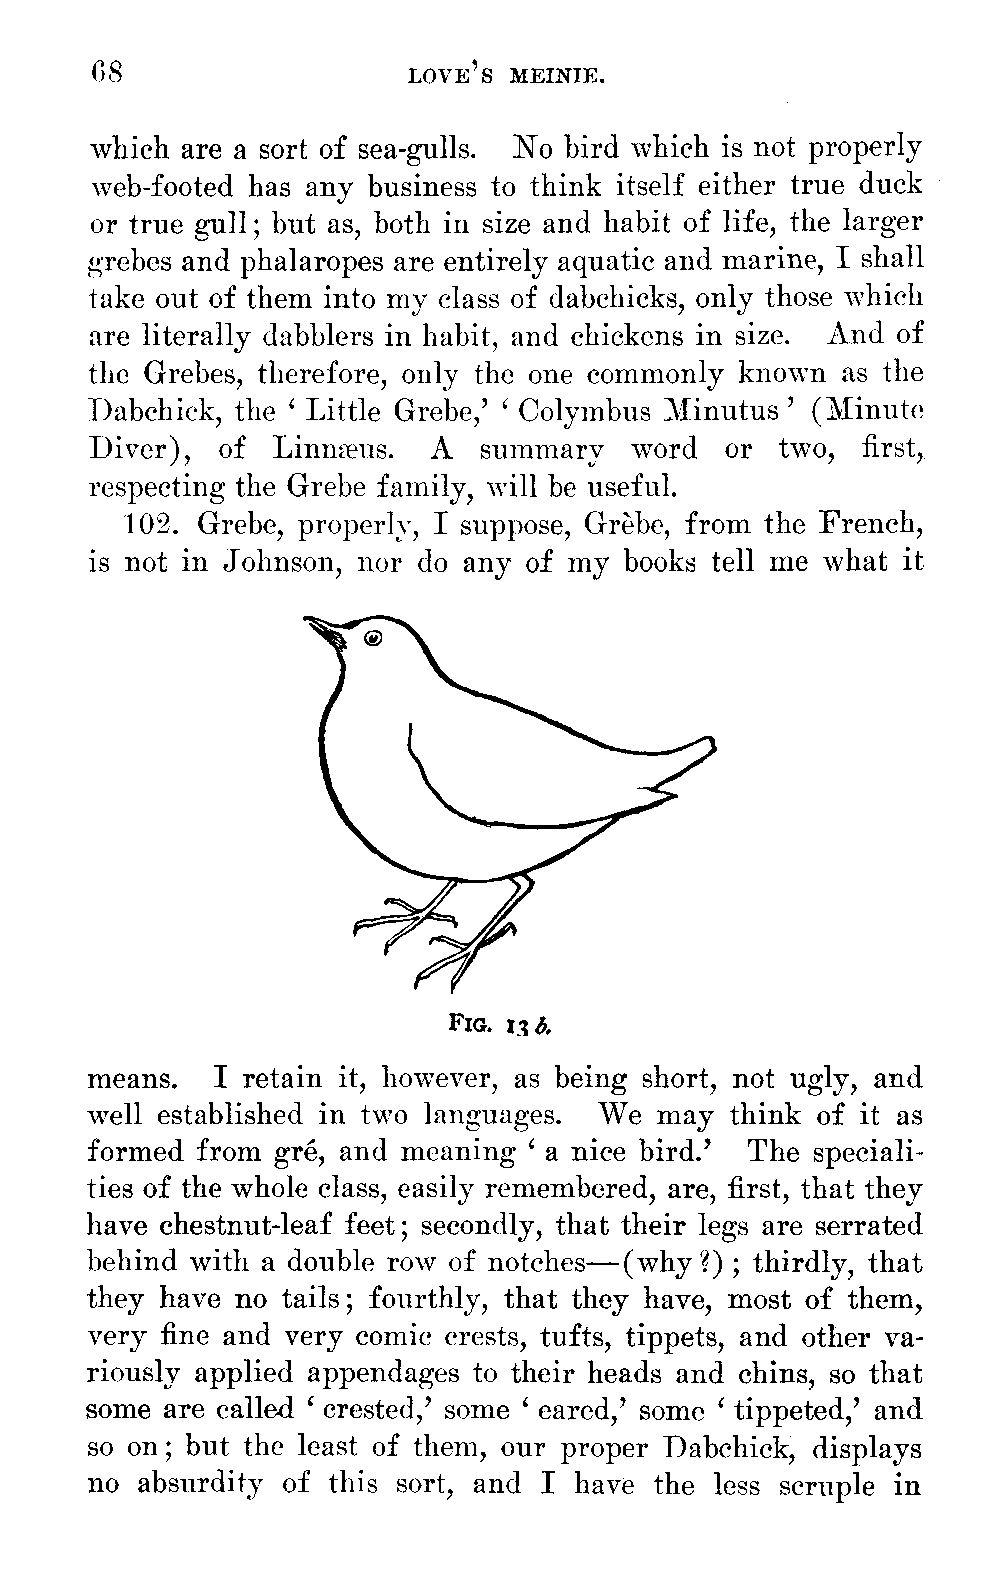 68 LOVE'S MEINIE.
which are a sort of sea-gulls. No bird which is not properly
web-footed has any business to think itself either true duck
or true gull; but as, both in size and habit of life, the larger
grebes and phalaropes are entirely aquatic and marine, I shall
take out of them into my class of dabchicks, only those which
are literally dabblers in habit, and chickens in size. And of
the Grebes, therefore, only the one commonly known as the
Dabchick, the ‘Little Grebe,’ ‘Colymbus Minutus’ (Minute
Diver), of Linnæus. A summary word or two, first,
respecting the Grebe family, will be useful.
102. Grebe, properly, I suppose, Grèbe, from the French,
is not in Johnson, nor do any of my books tell me what it
FIG. 13 b.
means. I retain it, however, as being short, not ugly, and
well established in two languages. We may think of it as
formed from gré, and meaning ‘a nice bird.’ The speciali-
ties of the whole class, easily remembered, are, first, that they
have chestnut-leaf feet; secondly, that their legs are serrated
behind with a double row of notches—(why?); thirdly, that
they have no tails; fourthly, that they have, most of them,
very fine and very comic crests, tufts, tippets, and other va-
riously applied appendages to their heads and chins, so that
some are called ‘crested,’ some ‘eared,’ some ‘tippeted,’ and
so on; but the least of them, our proper Dabchick, displays
no absurdity of this sort, and I have the less scruple in